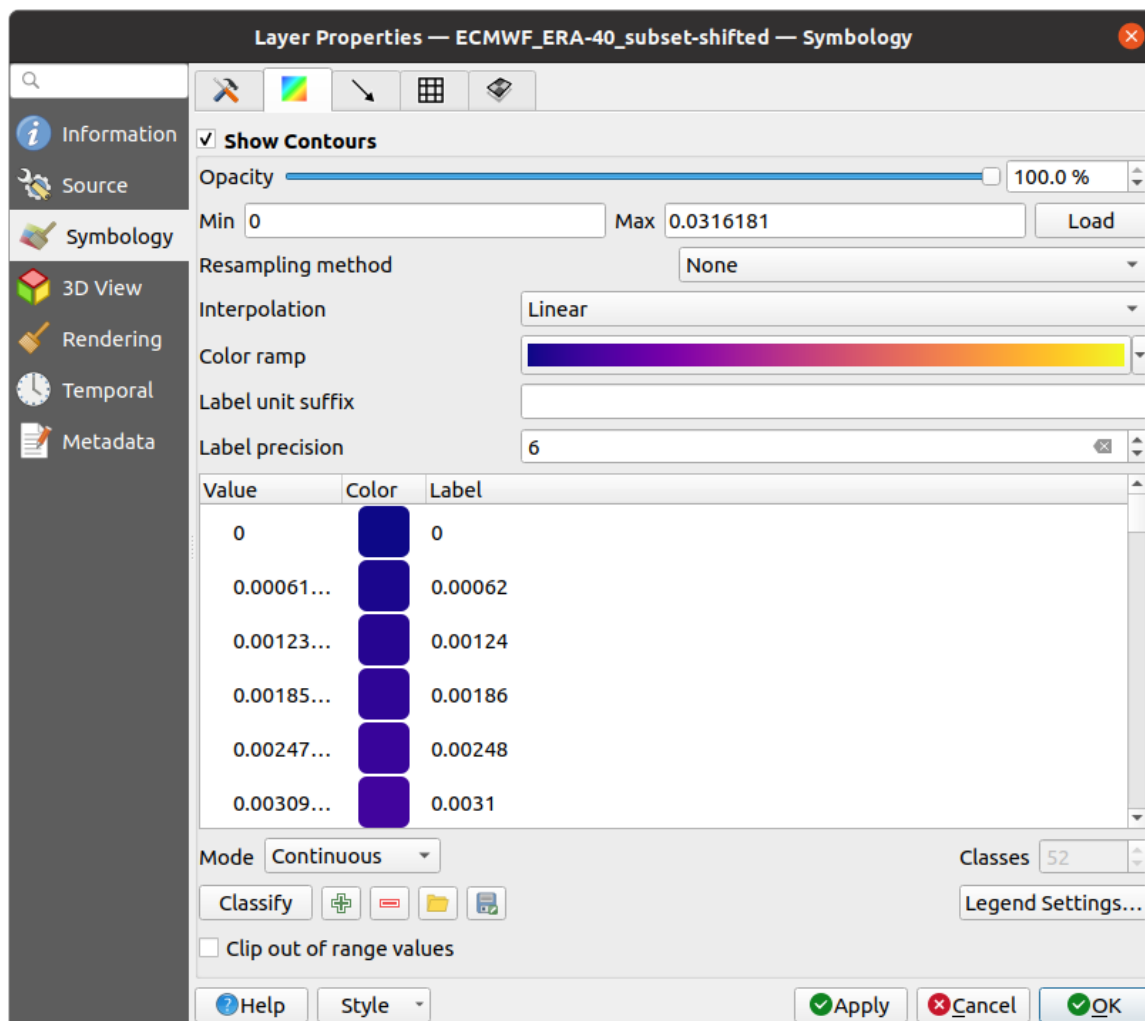 Layer Properties — ECMWF_ERA-40_subset-shifted — Symbology
Information
Source
Symbology
3D View
Rendering
Temporal
Metadata
Show Contours
Opacity 100.0 %
Min 0 Max 0.0316181 Load
Resampling method None
Interpolation Linear
Color ramp
Label unit suffix
Label precision 6
Value Color Label
0 0
0.00061... 0.00062
0.00123... 0.00124
0.00185... 0.00186
0.00247... 0.00248
0.00309... 0.0031
Mode Continuous Classes 52
Classify Legend Settings...
Clip out of range values
Help Style Apply Cancel OK